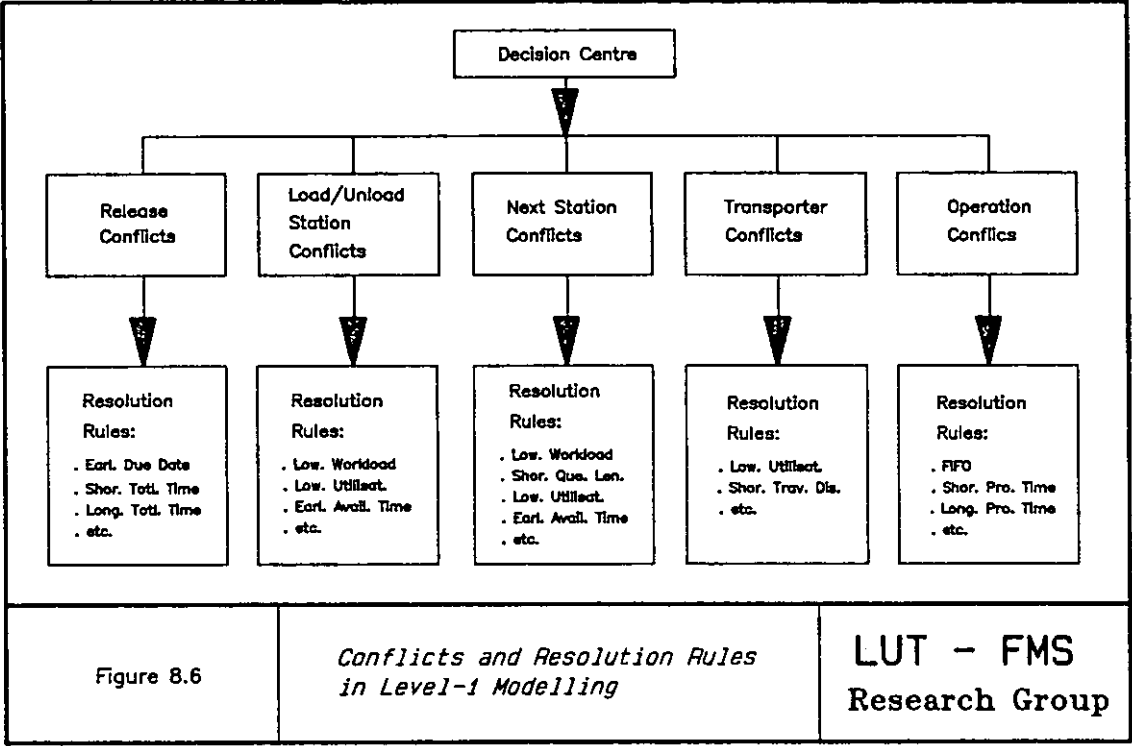 Decision Centre
Release
Conflicts
Load/Unload
Station
Conflicts
Next Station
Conflicts
Transporter
Conflicts
Operation
Conflics
Resolution
Rules:
. Earl. Due Date
. Shor. Totl. Time
. Long. Totl. Time
. etc.
Resolution
Rules:
. Low. Workload
. Low. Utilisat.
. Earl. Avail. Time
. etc.
Resolution
Rules:
. Low. Workload
. Shor. Que. Len.
. Low. Utilisat.
. Earl. Avail. Time
. etc.
Resolution
Rules:
. Low. Utilisat.
. Shor. Trav. Dis.
. etc.
Resolution
Rules:
. FIFO
. Shor. Pro. Time
. Long. Pro. Time
. etc.
Figure 8.6
Conflicts and Resolution Rules
in Level-1 Modelling
LUT - FMS
Research Group